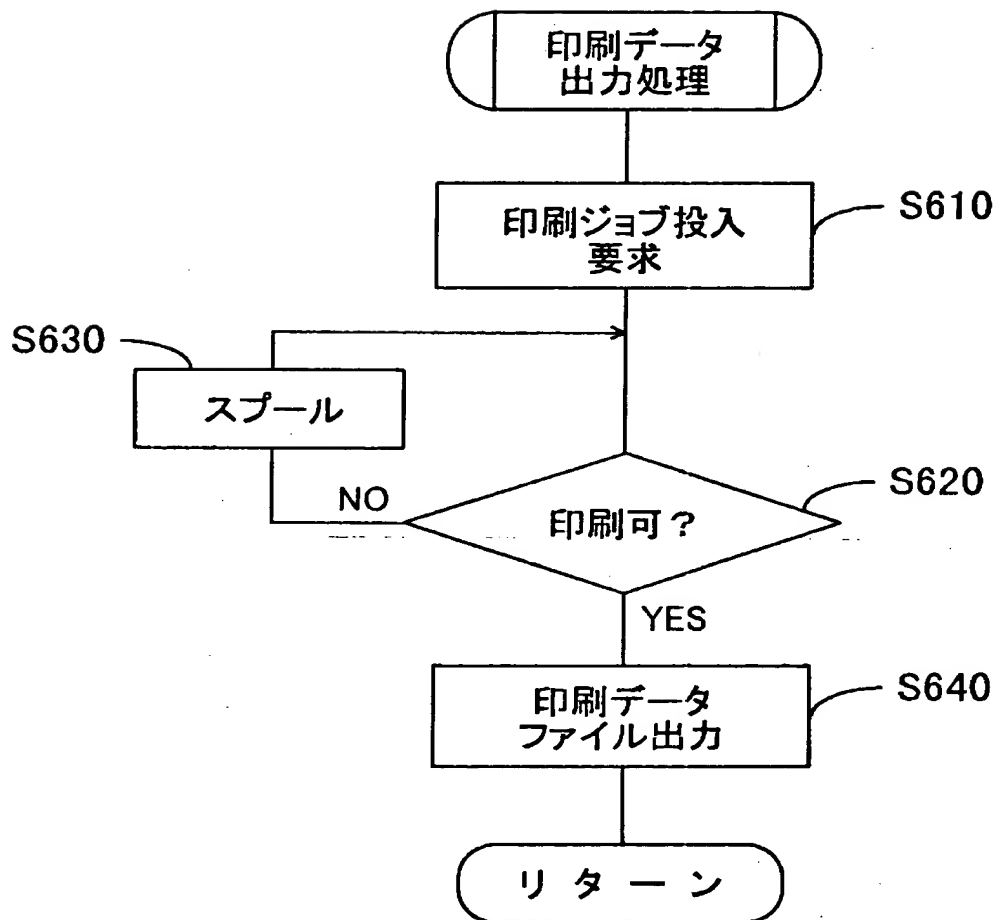 印刷データ
出力処理
印刷ジョブ投入
要求
S610
S630
スプール
NO
印刷可?
S620
YES
印刷データ
ファイル出力
S640
リターン